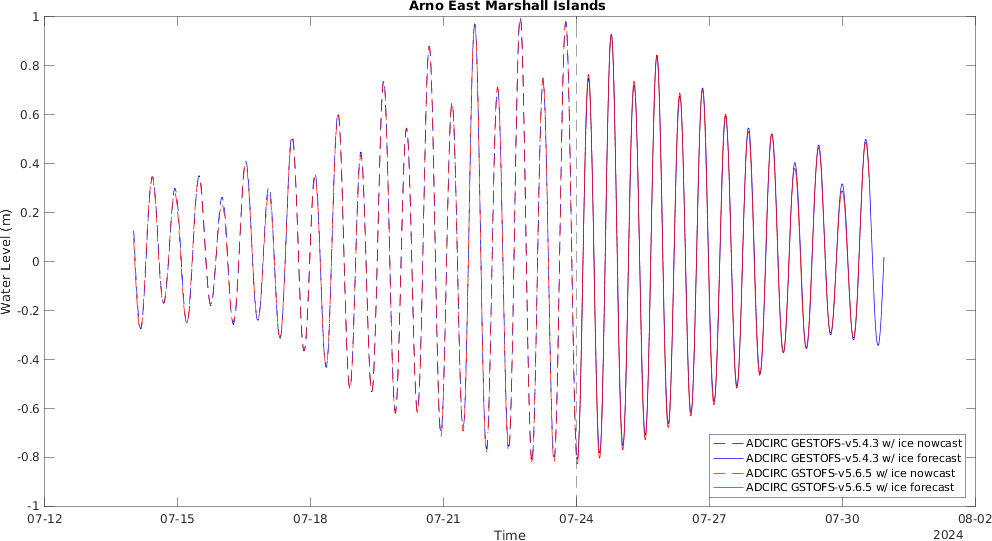 Arno East Marshall Islands
1
0.8
0.6
0.4
0.2
0
-0.2
-0.4
-0.6
-0.8
-1
Water Level (m)
ADCIRC GESTOFS-v5.4.3 w/ ice nowcast
ADCIRC GESTOFS-v5.4.3 w/ ice forecast
ADCIRC GSTOFS-v5.6.5 w/ ice nowcast
ADCIRC GSTOFS-v5.6.5 w/ ice forecast
07-12 07-15 07-18 07-21 07-24 07-27 07-30 08-02
Time
2024